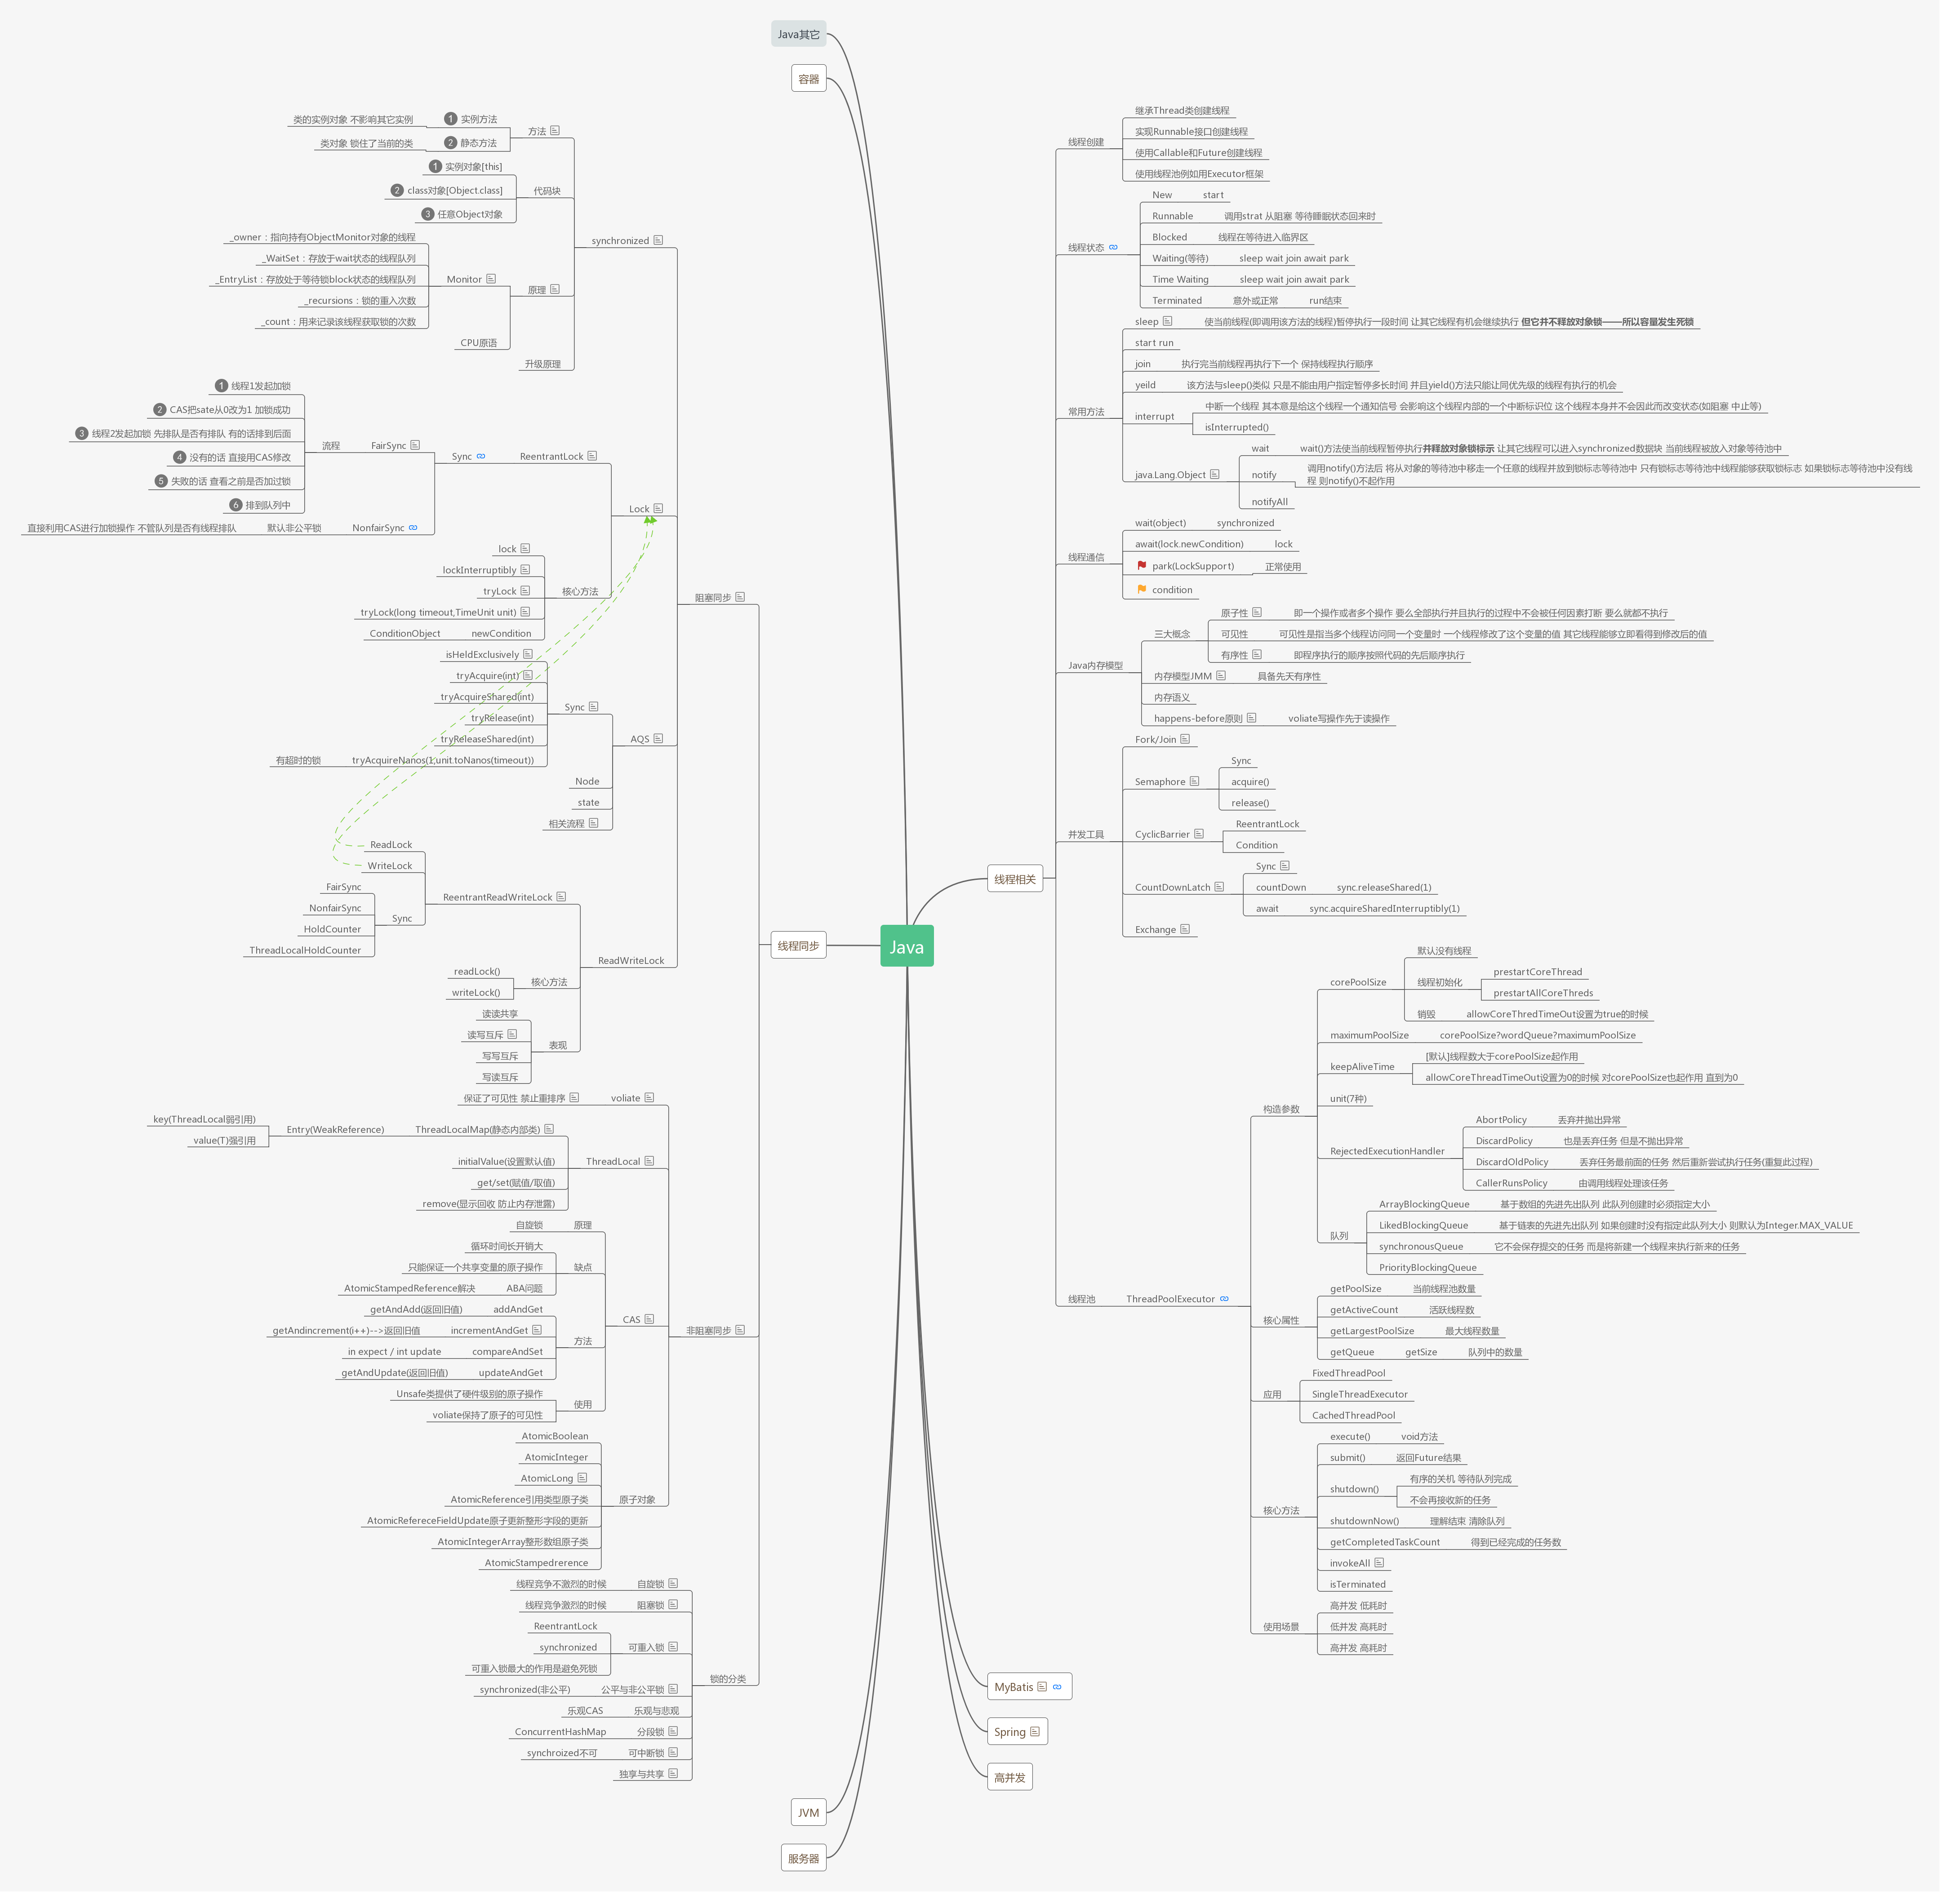 Java其它
容器
类的实例对象 不影响其它实例
1 实例方法
类对象 锁住了当前的类
2 静态方法
方法
1 实例对象[this]
2 class对象[Object.class]
3 任意Object对象
代码块
_owner：指向持有ObjectMonitor对象的线程
_WaitSet：存放于wait状态的线程队列
_EntryList：存放处于等待锁block状态的线程队列
_recursions：锁的重入次数
_count：用来记录该线程获取锁的次数
Monitor
CPU原语
原理
升级原理
synchronized
1 线程1发起加锁
2 CAS把sate从0改为1 加锁成功
3 线程2发起加锁 先排队是否有排队 有的话排到后面
4 没有的话 直接用CAS修改
5 失败的话 查看之前是否加过锁
6 排到队列中
流程
FairSync
直接利用CAS进行加锁操作 不管队列是否有线程排队
默认非公平锁
NonfairSync
Sync
ReentrantLock
lock
lockInterruptibly
tryLock
tryLock(long timeout,TimeUnit unit)
ConditionObject
newCondition
核心方法
Lock
isHeldExclusively
tryAcquire(int)
tryAcquireShared(int)
tryRelease(int)
tryReleaseShared(int)
有超时的锁
tryAcquireNanos(1,unit.toNanos(timeout))
Sync
Node
state
相关流程
AQS
ReadLock
WriteLock
FairSync
NonfairSync
HoldCounter
ThreadLocalHoldCounter
Sync
ReentrantReadWriteLock
readLock()
writeLock()
核心方法
读读共享
读写互斥
写写互斥
写读互斥
表现
ReadWriteLock
阻塞同步
保证了可见性 禁止重排序
voliate
key(ThreadLocal弱引用)
value(T)强引用
Entry(WeakReference)
ThreadLocalMap(静态内部类)
initialValue(设置默认值)
get/set(赋值/取值)
remove(显示回收 防止内存泄露)
ThreadLocal
自旋锁
原理
循环时间长开销大
只能保证一个共享变量的原子操作
AtomicStampedReference解决
ABA问题
缺点
getAndAdd(返回旧值)
addAndGet
getAndincrement(i++)-->返回旧值
incrementAndGet
in expect / int update
compareAndSet
getAndUpdate(返回旧值)
updateAndGet
方法
Unsafe类提供了硬件级别的原子操作
voliate保持了原子的可见性
使用
CAS
AtomicBoolean
AtomicInteger
AtomicLong
AtomicReference引用类型原子类
AtomicRefereceFieldUpdate原子更新整形字段的更新
AtomicIntegerArray整形数组原子类
AtomicStampedrerence
原子对象
非阻塞同步
线程竞争不激烈的时候
自旋锁
线程竞争激烈的时候
阻塞锁
ReentrantLock
synchronized
可重入锁最大的作用是避免死锁
可重入锁
synchronized(非公平)
公平与非公平锁
乐观CAS
乐观与悲观
ConcurrentHashMap
分段锁
synchroized不可
可中断锁
独享与共享
锁的分类
线程同步
JVM
服务器
Java
线程相关
线程创建
继承Thread类创建线程
实现Runnable接口创建线程
使用Callable和Future创建线程
使用线程池例如用Executor框架
线程状态
New
start
Runnable
调用strat 从阻塞 等待睡眠状态回来时
Blocked
线程在等待进入临界区
Waiting(等待)
sleep wait join await park
Time Waiting
sleep wait join await park
Terminated
意外或正常
run结束
常用方法
sleep
使当前线程(即调用该方法的线程)暂停执行一段时间 让其它线程有机会继续执行 但它并不释放对象锁——所以容量发生死锁
start run
join
执行完当前线程再执行下一个 保持线程执行顺序
yeild
该方法与sleep()类似 只是不能由用户指定暂停多长时间 并且yield()方法只能让同优先级的线程有执行的机会
interrupt
中断一个线程 其本意是给这个线程一个通知信号 会影响这个线程内部的一个中断标识位 这个线程本身并不会因此而改变状态(如阻塞 中止等)
isInterrupted()
java.Lang.Object
wait
wait()方法使当前线程暂停执行并释放对象锁标示 让其它线程可以进入synchronized数据块 当前线程被放入对象等待池中
notify
调用notify()方法后 将从对象的等待池中移走一个任意的线程并放到锁标志等待池中 只有锁标志等待池中线程能够获取锁标志 如果锁标志等待池中没有线
程 则notify()不起作用
notifyAll
线程通信
wait(object)
synchronized
await(lock.newCondition)
lock
park(LockSupport)
正常使用
condition
Java内存模型
三大概念
原子性
即一个操作或者多个操作 要么全部执行并且执行的过程中不会被任何因素打断 要么就都不执行
可见性
可见性是指当多个线程访问同一个变量时 一个线程修改了这个变量的值 其它线程能够立即看得到修改后的值
有序性
即程序执行的顺序按照代码的先后顺序执行
内存模型JMM
具备先天有序性
内存语义
happens-before原则
voliate写操作先于读操作
并发工具
Fork/Join
Semaphore
Sync
acquire()
release()
CyclicBarrier
ReentrantLock
Condition
CountDownLatch
Sync
countDown
sync.releaseShared(1)
await
sync.acquireSharedInterruptibly(1)
Exchange
线程池
ThreadPoolExecutor
构造参数
corePoolSize
默认没有线程
线程初始化
prestartCoreThread
prestartAllCoreThreds
销毁
allowCoreThredTimeOut设置为true的时候
maximumPoolSize
corePoolSize?wordQueue?maximumPoolSize
keepAliveTime
[默认]线程数大于corePoolSize起作用
allowCoreThreadTimeOut设置为0的时候 对corePoolSize也起作用 直到为0
unit(7种)
RejectedExecutionHandler
AbortPolicy
丢弃并抛出异常
DiscardPolicy
也是丢弃任务 但是不抛出异常
DiscardOldPolicy
丢弃任务最前面的任务 然后重新尝试执行任务(重复此过程)
CallerRunsPolicy
由调用线程处理该任务
队列
ArrayBlockingQueue
基于数组的先进先出队列 此队列创建时必须指定大小
LikedBlockingQueue
基于链表的先进先出队列 如果创建时没有指定此队列大小 则默认为Integer.MAX_VALUE
synchronousQueue
它不会保存提交的任务 而是将新建一个线程来执行新来的任务
PriorityBlockingQueue
核心属性
getPoolSize
当前线程池数量
getActiveCount
活跃线程数
getLargestPoolSize
最大线程数量
getQueue
getSize
队列中的数量
应用
FixedThreadPool
SingleThreadExecutor
CachedThreadPool
核心方法
execute()
void方法
submit()
返回Future结果
shutdown()
有序的关机 等待队列完成
不会再接收新的任务
shutdownNow()
理解结束 清除队列
getCompletedTaskCount
得到已经完成的任务数
invokeAll
isTerminated
使用场景
高并发 低耗时
低并发 高耗时
高并发 高耗时
MyBatis
Spring
高并发